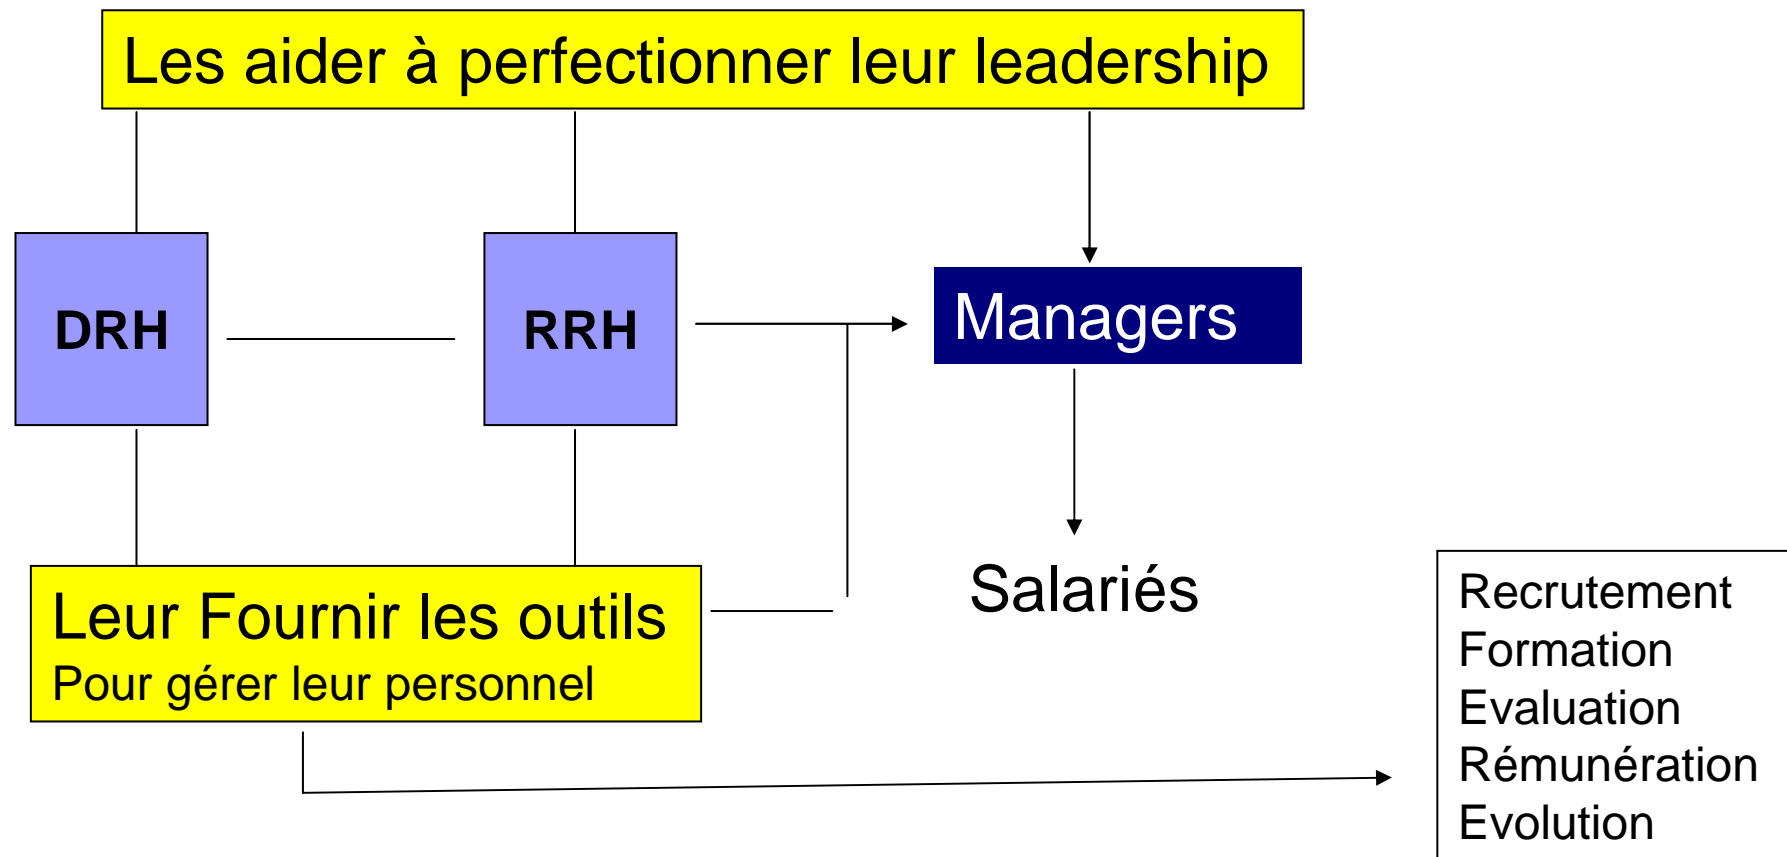 Les aider à perfectionner leur leadership
DRH
RRH
Managers
Leur Fournir les outils
Pour gérer leur personnel
Salariés
Recrutement
Formation
Evaluation
Rémunération
Evolution